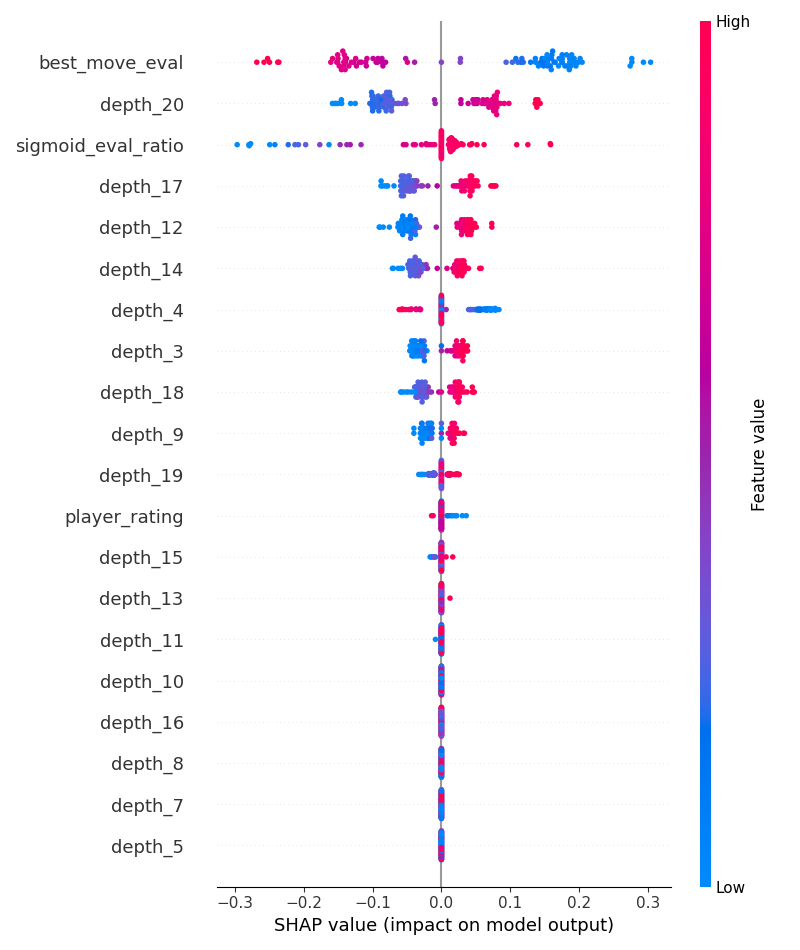 High
best_move_eval
depth_20
sigmoid_eval_ratio
depth_17
depth_12
depth_14
depth_4
depth_3
depth_18
depth_9
depth_19
player_rating
depth_15
depth_13
depth_11
depth_10
depth_16
depth_8
depth_7
depth_5
Feature value
Low
−0.3 −0.2 −0.1 0.0 0.1 0.2 0.3
SHAP value (impact on model output)